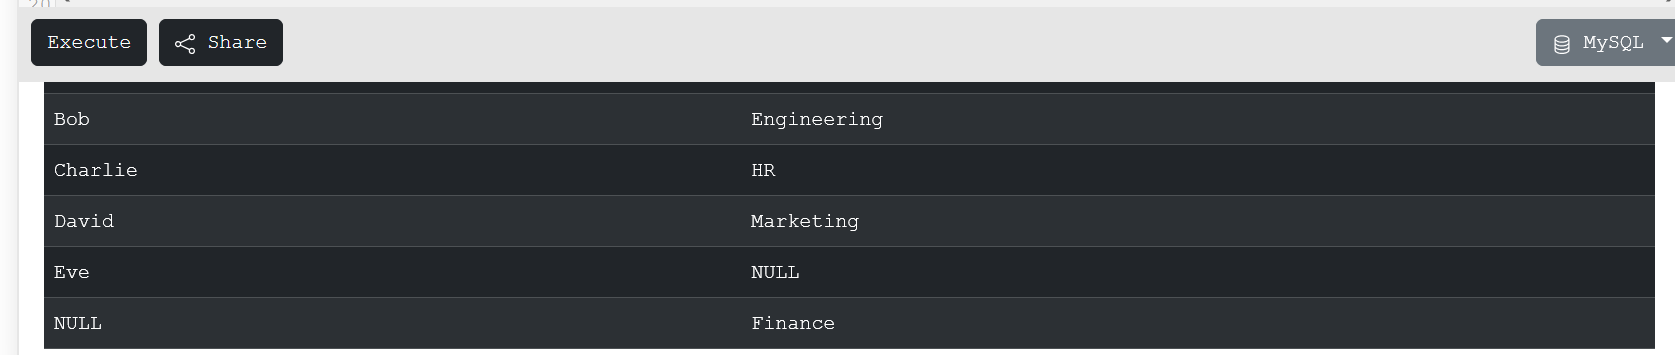 Execute Share MySQL
Bob Engineering
Charlie HR
David Marketing
Eve NULL
NULL Finance